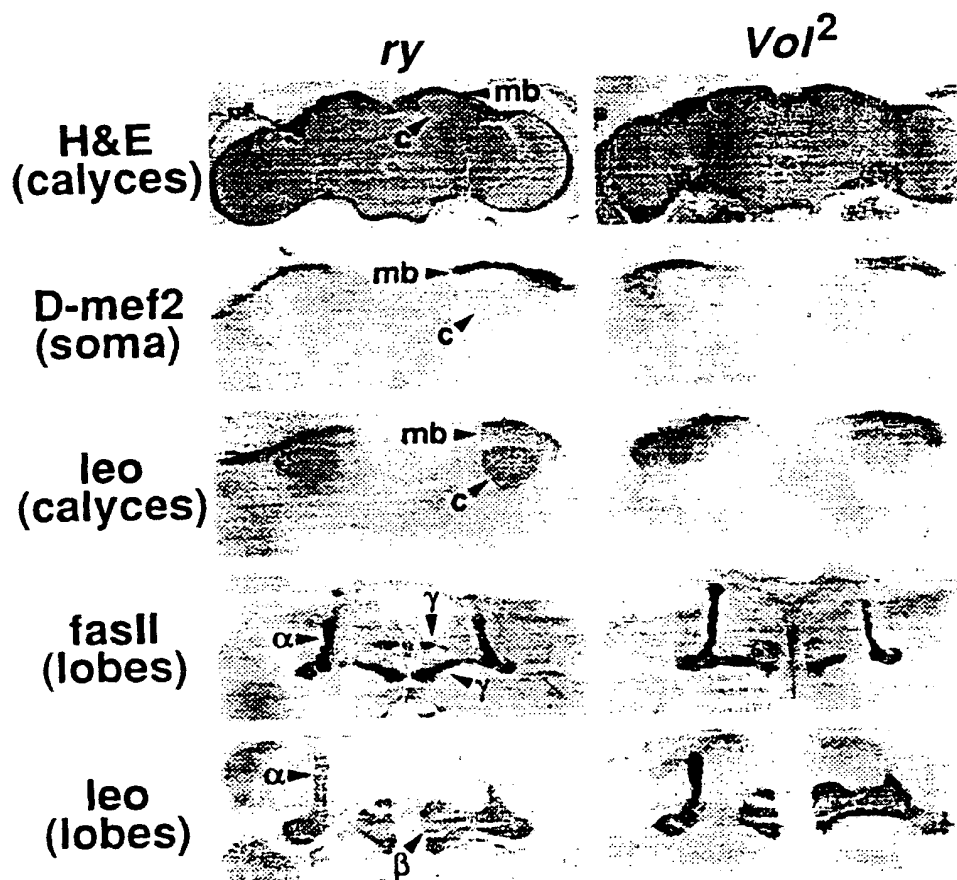 ry
Vol2
H&E
(calyces)
mb
c
D-mef2
(soma)
mb
c
leo
(calyces)
mb
c
fasII
(lobes)
α
γ
γ
leo
(lobes)
α
β